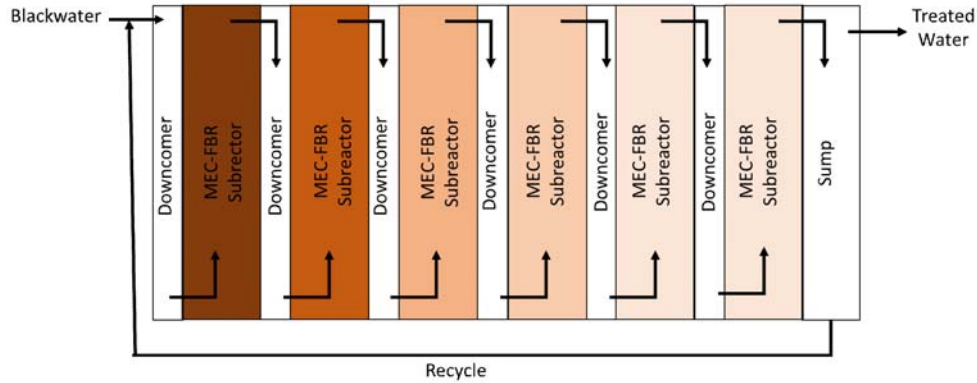 Blackwater
Treated
Water
Downcomer
MEC-FBR
Subrector
Downcomer
MEC-FBR
Subreactor
Downcomer
MEC-FBR
Subreactor
Downcomer
MEC-FBR
Subreactor
Downcomer
MEC-FBR
Subreactor
Downcomer
MEC-FBR
Subreactor
Sump
Recycle